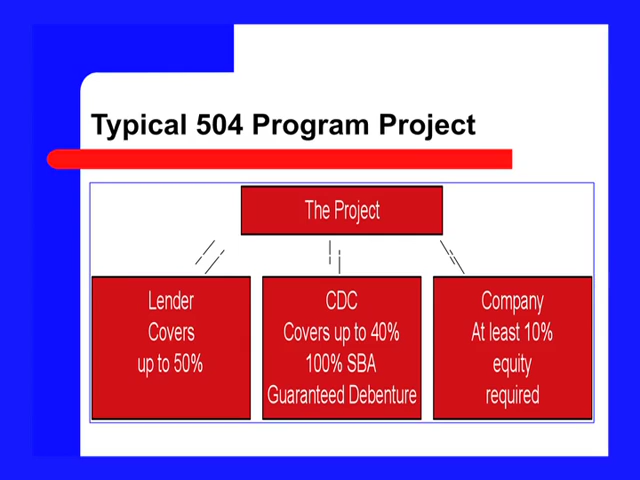 Typical 504 Program Project
The Project
Lender
Covers
up to 50%
CDC
Covers up to 40%
100% SBA
Guaranteed Debenture
Company
At least 10%
equity
required